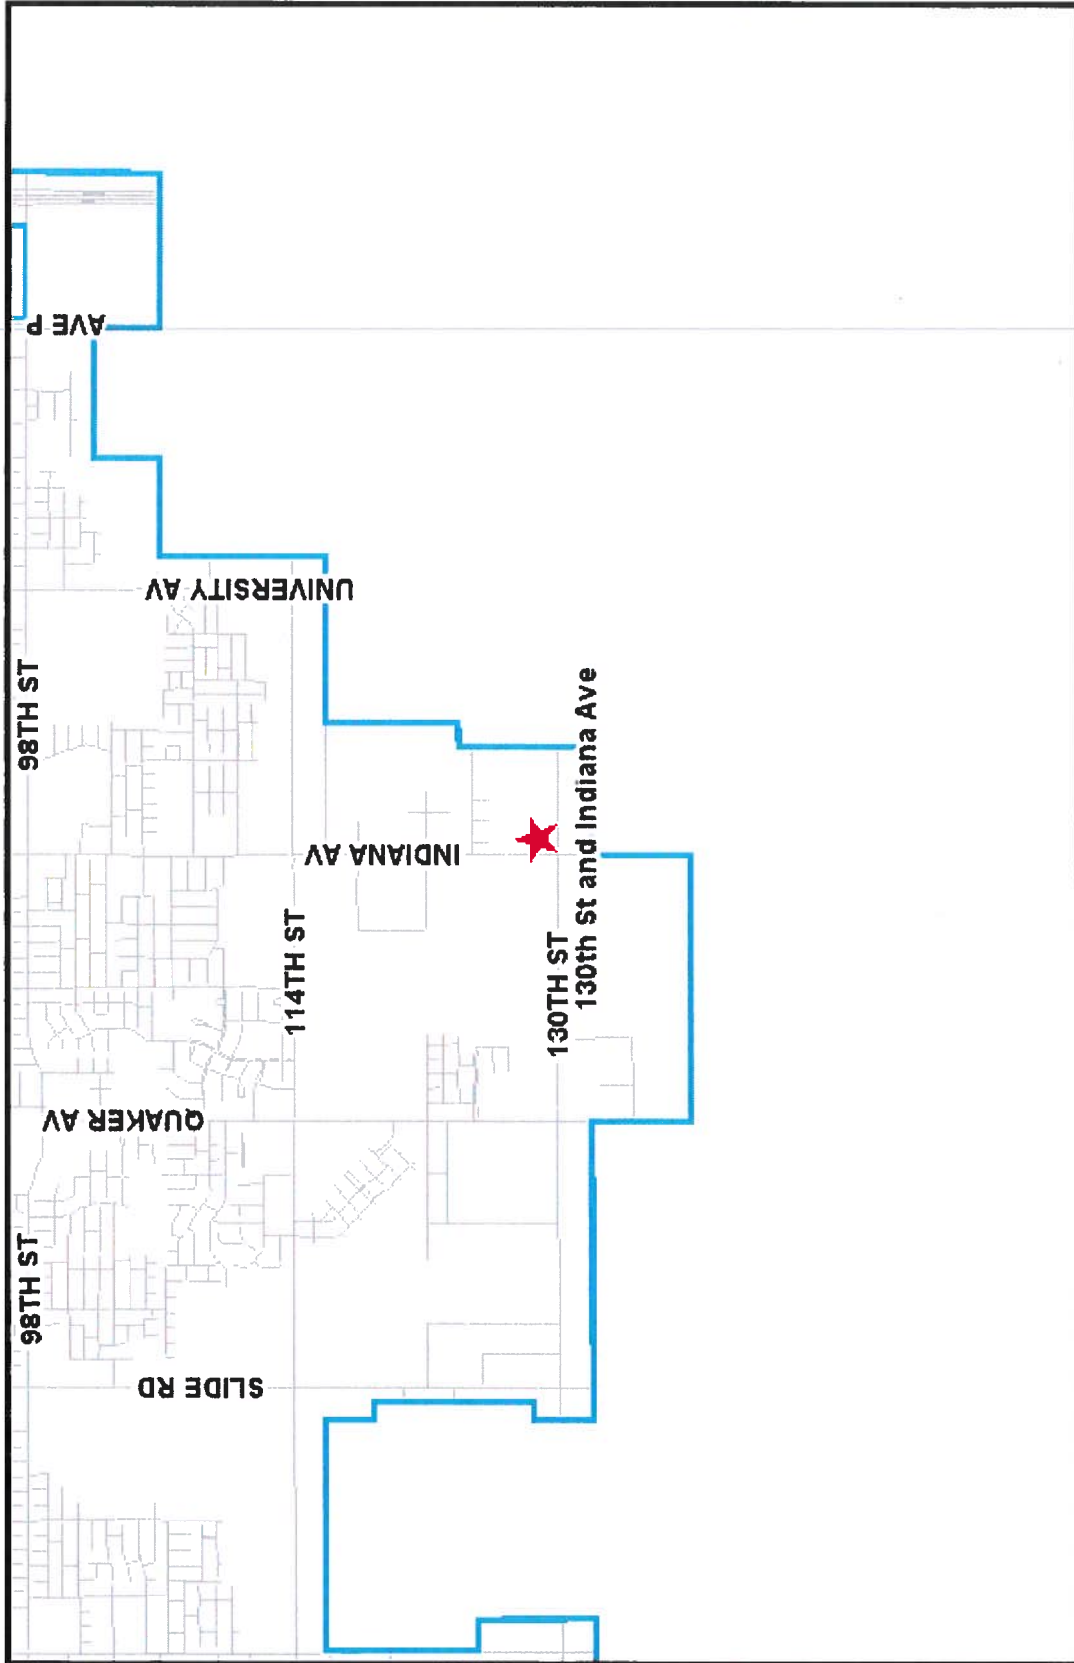 98TH ST
98TH ST
AVE P
UNIVERSITY AV
INDIANA AV
QUAKER AV
SLIDE RD
114TH ST
130TH ST
130th St and Indiana Ave